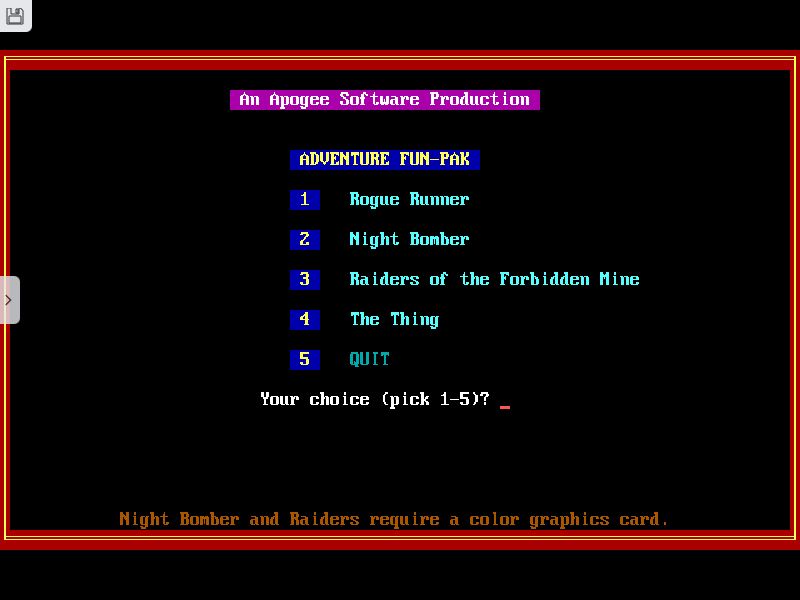 An Apogee Software Production
ADVENTURE FUN-PAK
1 Rogue Runner
2 Night Bomber
3 Raiders of the Forbidden Mine
4 The Thing
5 QUIT
Your choice (pick 1-5)? _
Night Bomber and Raiders require a color graphics card.